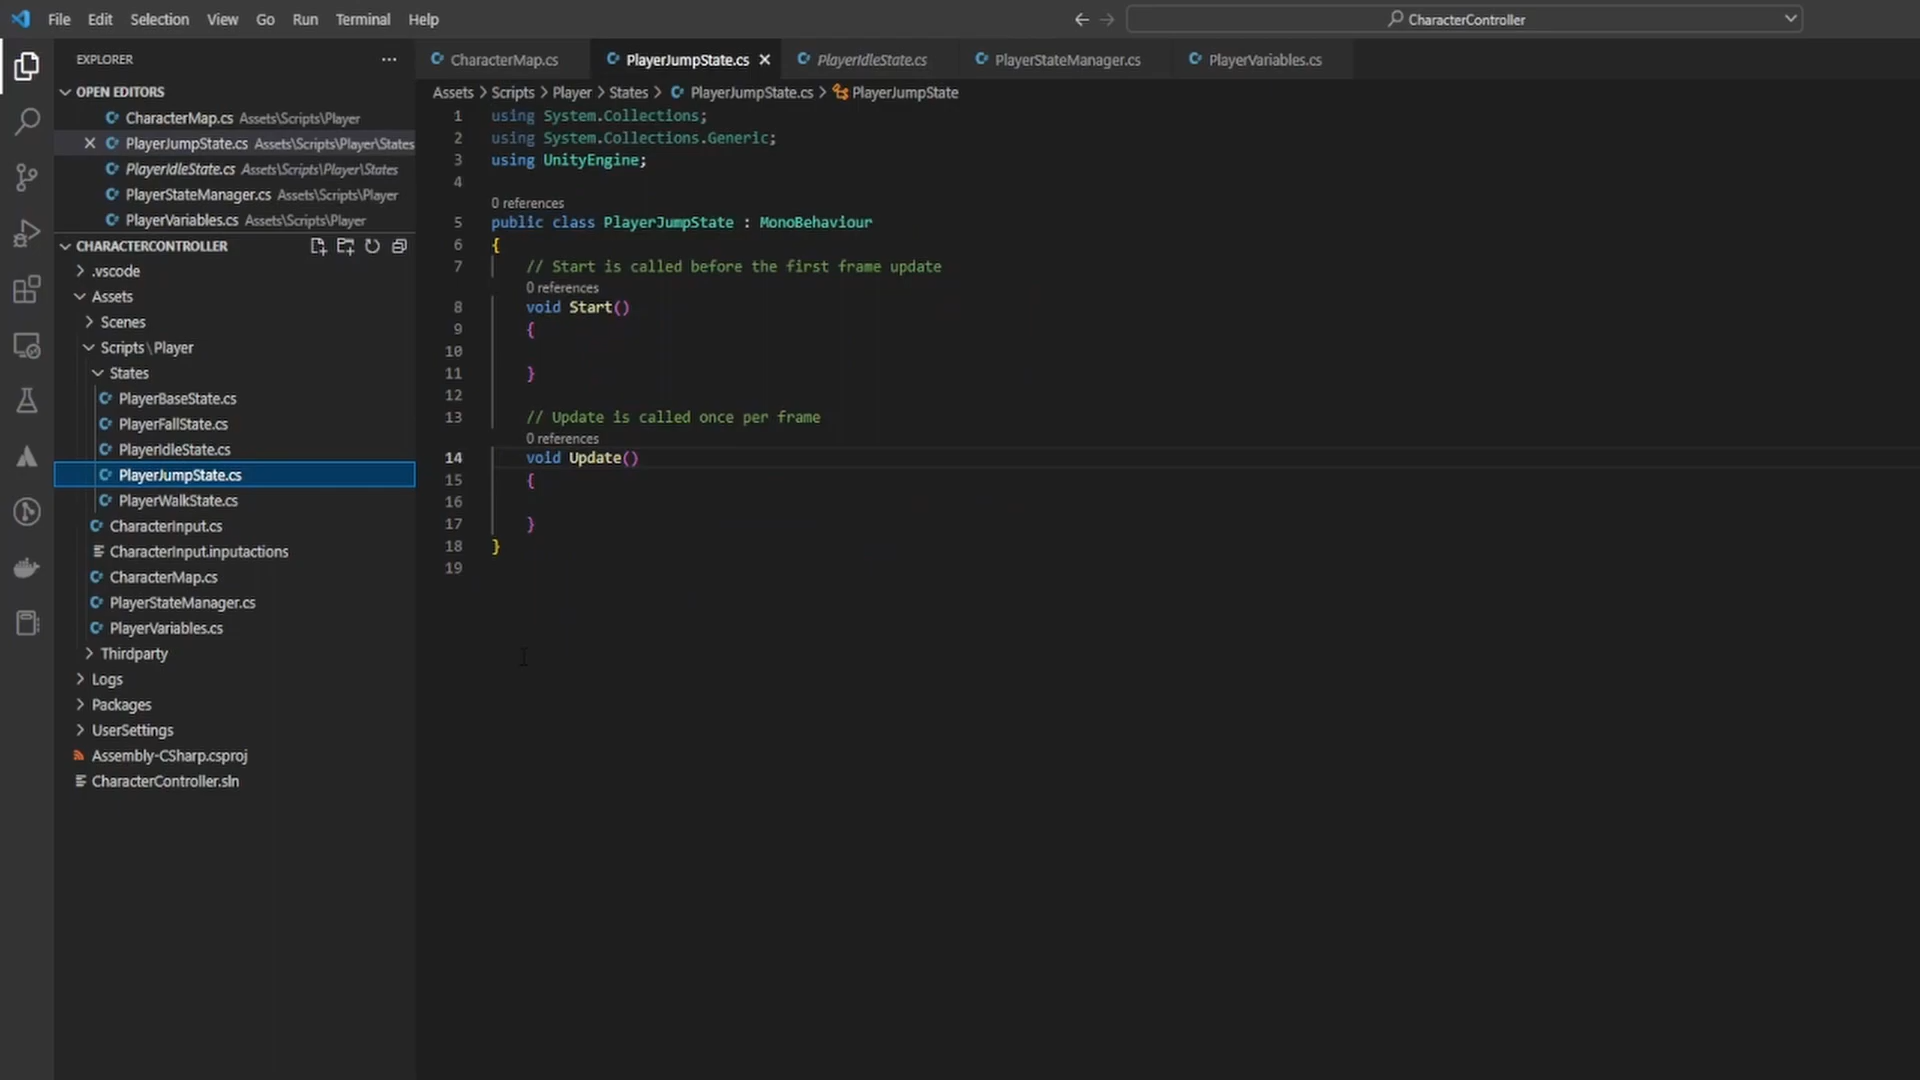 File Edit Selection View Go Run Terminal Help
CharacterController
EXPLORER
CharacterMap.cs PlayerJumpState.cs PlayerIdleState.cs PlayerStateManager.cs PlayerVariables.cs
OPEN EDITORS
CharacterMap.cs Assets\Scripts\Player
PlayerJumpState.cs Assets\Scripts\Player\States
PlayerIdleState.cs Assets\Scripts\Player\States
PlayerStateManager.cs Assets\Scripts\Player
PlayerVariables.cs Assets\Scripts\Player
CHARACTERCONTROLLER
.vscode
Assets
Scenes
Scripts\Player
States
PlayerBaseState.cs
PlayerFallState.cs
PlayerIdleState.cs
PlayerJumpState.cs
PlayerWalkState.cs
CharacterInput.cs
CharacterInput.inputactions
CharacterMap.cs
PlayerStateManager.cs
PlayerVariables.cs
Thirdparty
Logs
Packages
UserSettings
Assembly-CSharp.csproj
CharacterController.sln
Assets > Scripts > Player > States > PlayerJumpState.cs > PlayerJumpState
1 using System.Collections;
2 using System.Collections.Generic;
3 using UnityEngine;
4
0 references
5 public class PlayerJumpState : MonoBehaviour
6 {
7 // Start is called before the first frame update
0 references
8 void Start()
9 {
10
11 }
12
13 // Update is called once per frame
0 references
14 void Update()
15 {
16
17 }
18 }
19